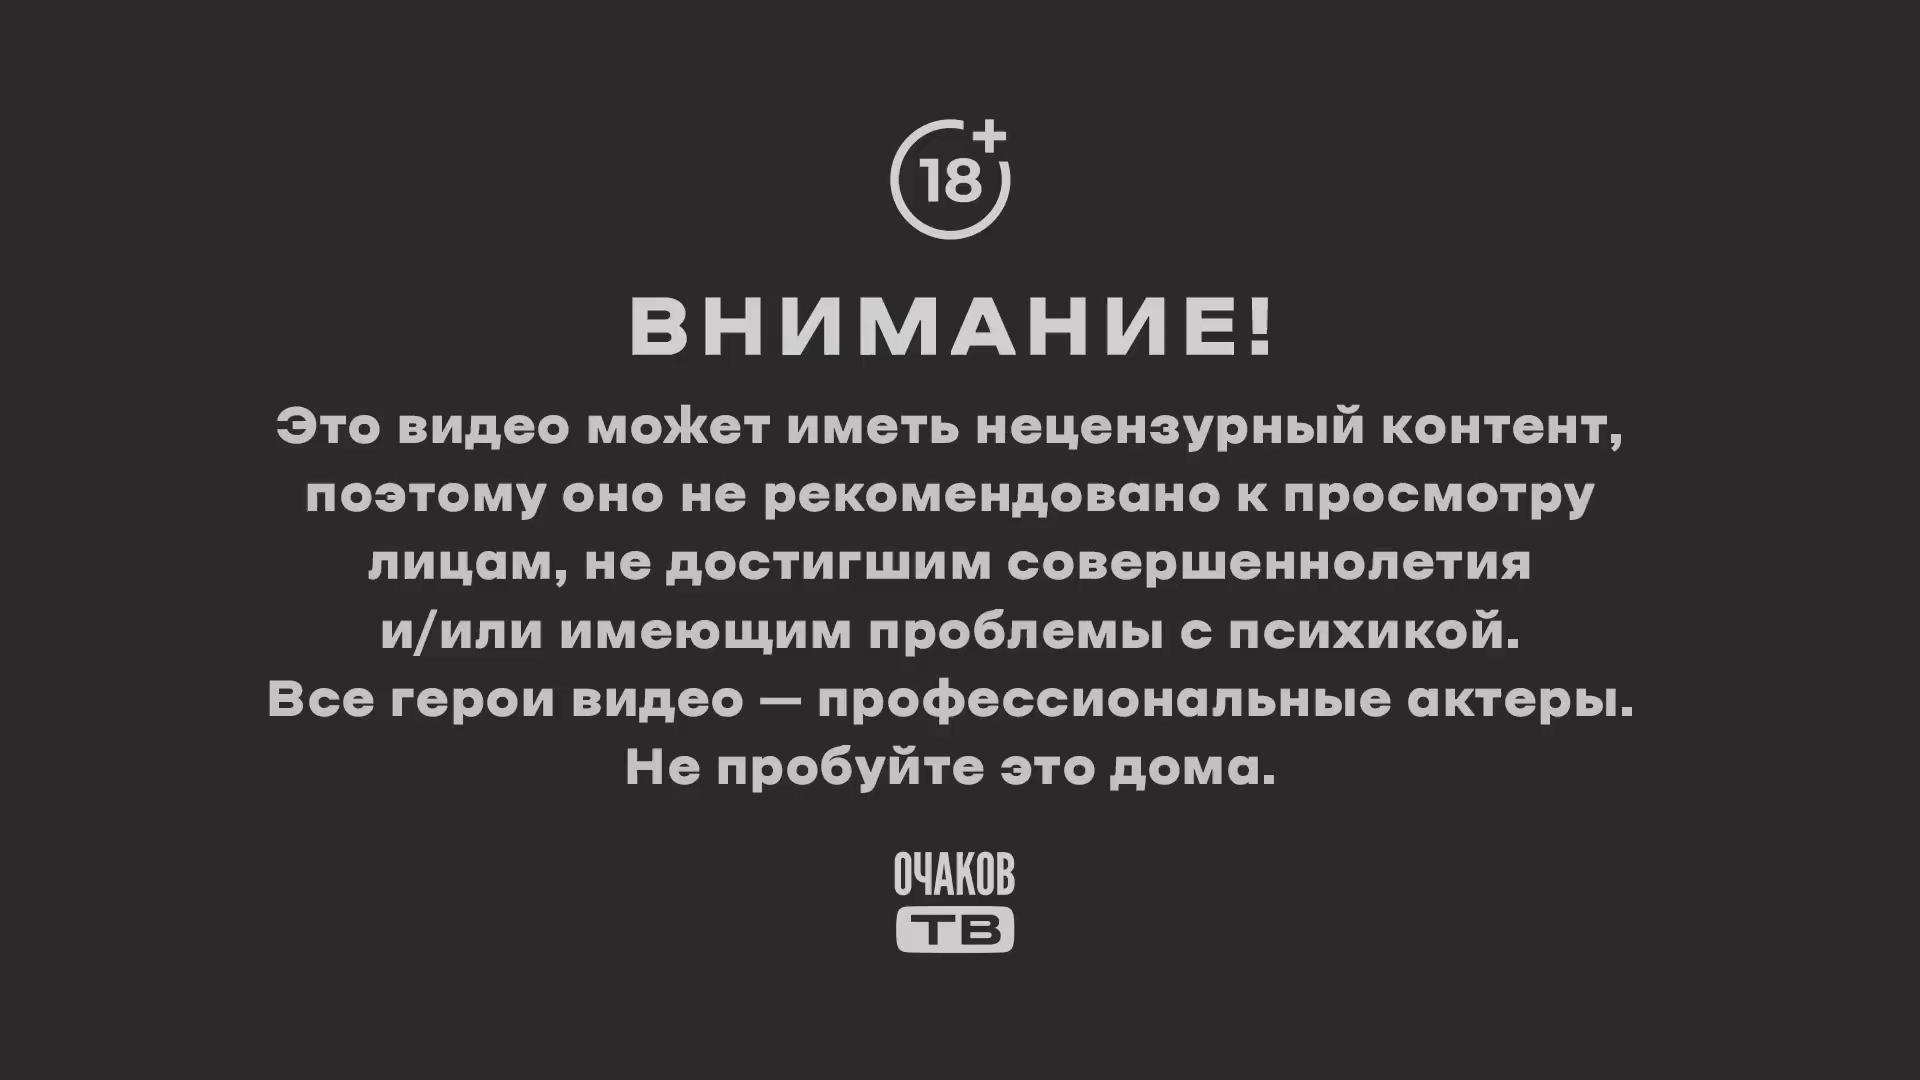 18+
ВНИМАНИЕ!
Это видео может иметь нецензурный контент,
поэтому оно не рекомендовано к просмотру
лицам, не достигшим совершеннолетия
и/или имеющим проблемы с психикой.
Все герои видео — профессиональные актеры.
Не пробуйте это дома.
ОЧАКОВ
ТВ